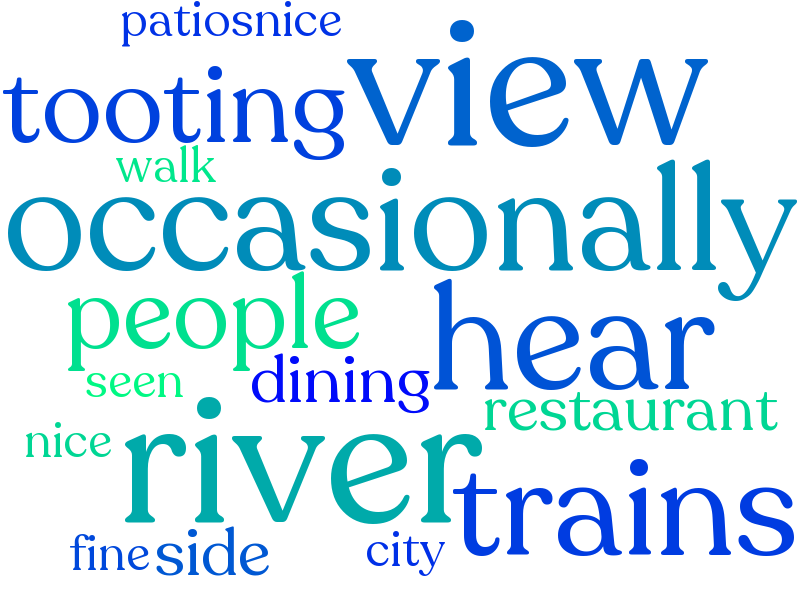 patiosnice
view
tooting
walk
occasionally
people
hear
seen
dining
restaurant
nice
river
trains
fine
side
city